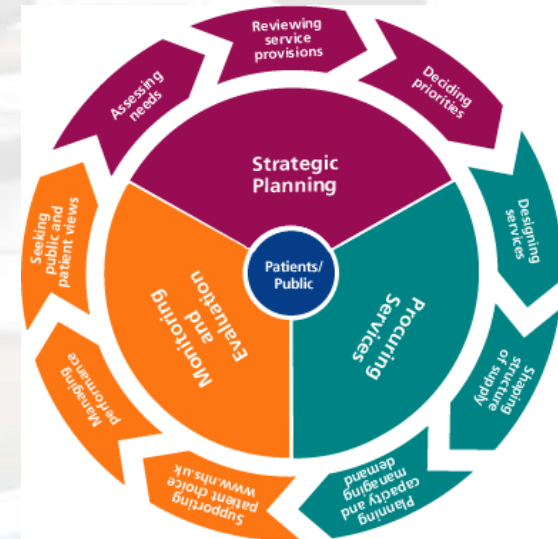 Reviewing
service
provisions
Deciding
priorities
Designing
services
Shaping
structure
of supply
Planning
capacity and
managing
demand
Supporting
patient choice
www.nhs.uk
Managing
performance
Seeking
public and
patient views
Assessing
needs
Strategic
Planning
Procuring
Services
Monitoring
and
Evaluation
Patients/
Public